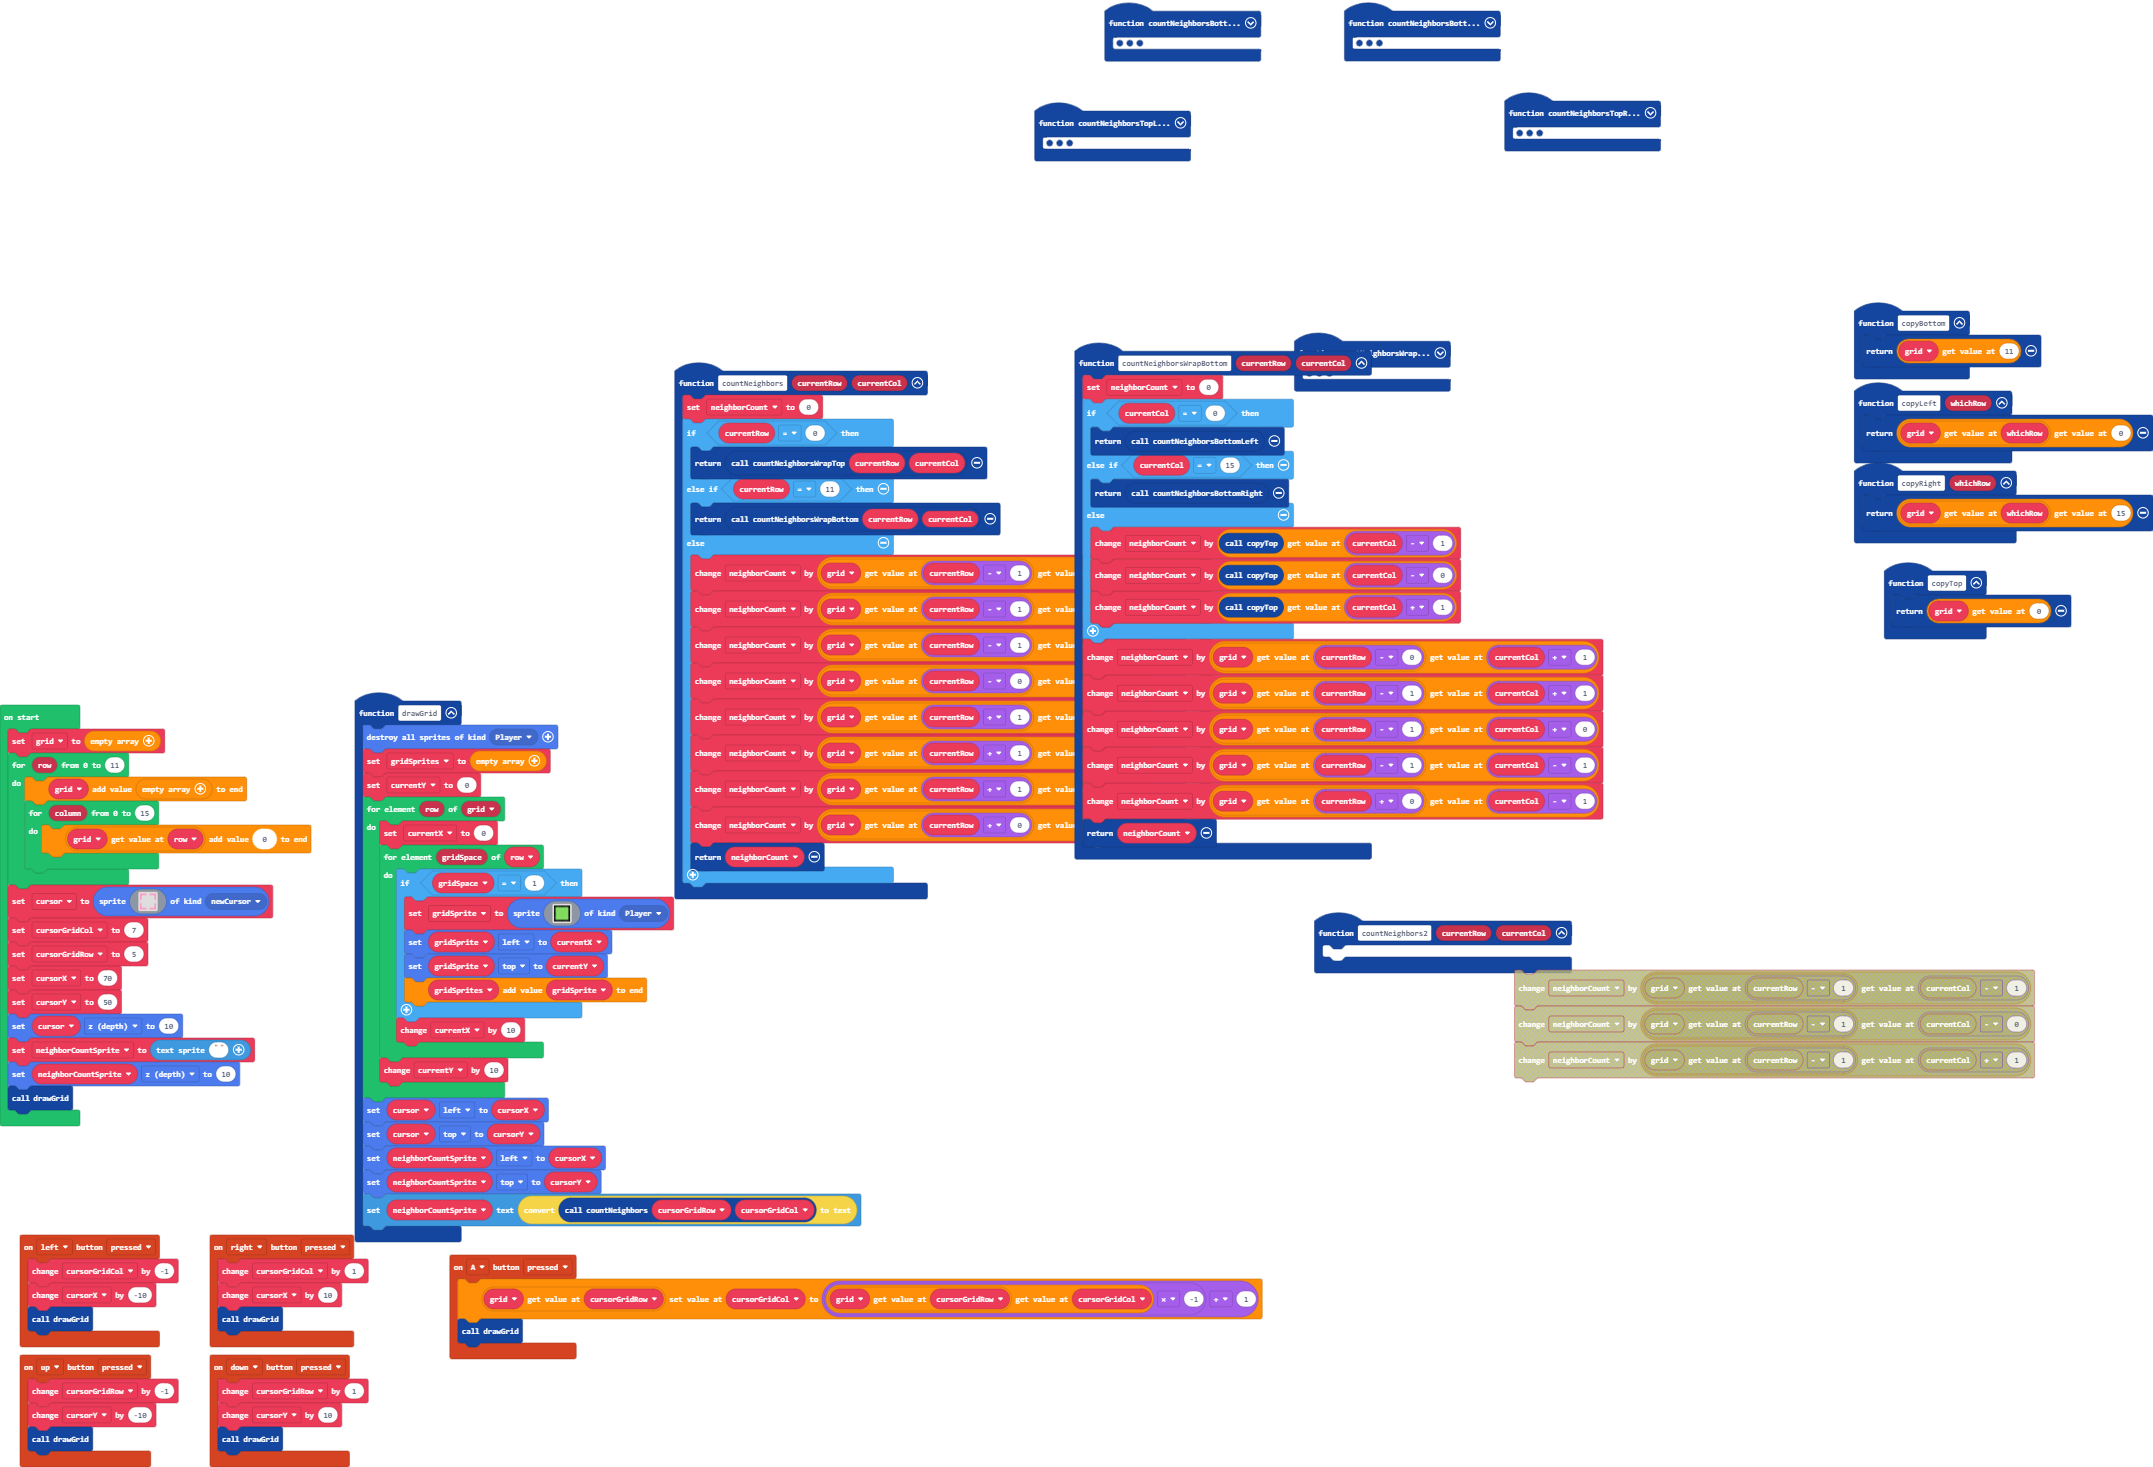 function countNeighborsBott...
function countNeighborsBott...
function countNeighborsTopL...
function countNeighborsTopR...
function copyBottom
return grid get value at 11
function copyLeft whichRow
return grid get value at whichRow get value at 0
function copyRight whichRow
return grid get value at whichRow get value at 15
function copyTop
return grid get value at 0
function countNeighbors currentRow currentCol
set neighborCount to 0
if currentRow = 0 then
return call countNeighborsWrapTop currentRow currentCol
else if currentRow = 11 then
return call countNeighborsWrapBottom currentRow currentCol
else
change neighborCount by grid get value at currentRow - 1 get valu
change neighborCount by grid get value at currentRow - 1 get valu
change neighborCount by grid get value at currentRow - 1 get valu
change neighborCount by grid get value at currentRow - 0 get valu
change neighborCount by grid get value at currentRow + 1 get valu
change neighborCount by grid get value at currentRow + 1 get valu
change neighborCount by grid get value at currentRow + 1 get valu
change neighborCount by grid get value at currentRow + 0 get valu
return neighborCount
function countNeighborsWrapBottom currentRow currentCol
ghborsWrap...
set neighborCount to 0
if currentCol = 0 then
return call countNeighborsBottomLeft
else if currentCol = 15 then
return call countNeighborsBottomRight
else
change neighborCount by call copyTop get value at currentCol - 1
change neighborCount by call copyTop get value at currentCol - 0
change neighborCount by call copyTop get value at currentCol + 1
change neighborCount by grid get value at currentRow - 0 get value at currentCol + 1
change neighborCount by grid get value at currentRow - 1 get value at currentCol + 1
change neighborCount by grid get value at currentRow - 1 get value at currentCol + 0
change neighborCount by grid get value at currentRow - 1 get value at currentCol - 1
change neighborCount by grid get value at currentRow + 0 get value at currentCol - 1
return neighborCount
on start
set grid to empty array
for row from 0 to 11
do grid add value empty array to end
for column from 0 to 15
do grid get value at row add value 0 to end
set cursor to sprite of kind newCursor
set cursorGridCol to 7
set cursorGridRow to 5
set cursorX to 70
set cursorY to 50
set cursor z (depth) to 10
set neighborCountSprite to text sprite " "
set neighborCountSprite z (depth) to 10
call drawGrid
function drawGrid
destroy all sprites of kind Player
set gridSprites to empty array
set currentY to 0
for element row of grid
do set currentX to 0
for element gridSpace of row
do if gridSpace = 1 then
set gridSprite to sprite of kind Player
set gridSprite left to currentX
set gridSprite top to currentY
gridSprites add value gridSprite to end
change currentX by 10
change currentY by 10
set cursor left to cursorX
set cursor top to cursorY
set neighborCountSprite left to cursorX
set neighborCountSprite top to cursorY
set neighborCountSprite text convert call countNeighbors cursorGridRow cursorGridCol to text
function countNeighbors2 currentRow currentCol
change neighborCount by grid get value at currentRow - 1 get value at currentCol - 1
change neighborCount by grid get value at currentRow - 1 get value at currentCol - 0
change neighborCount by grid get value at currentRow - 1 get value at currentCol + 1
on left button pressed
change cursorGridCol by -1
change cursorX by -10
call drawGrid
on right button pressed
change cursorGridCol by 1
change cursorX by 10
call drawGrid
on A button pressed
grid get value at cursorGridRow set value at cursorGridCol to grid get value at cursorGridRow get value at cursorGridCol × -1 + 1
call drawGrid
on up button pressed
change cursorGridRow by -1
change cursorY by -10
call drawGrid
on down button pressed
change cursorGridRow by 1
change cursorY by 10
call drawGrid